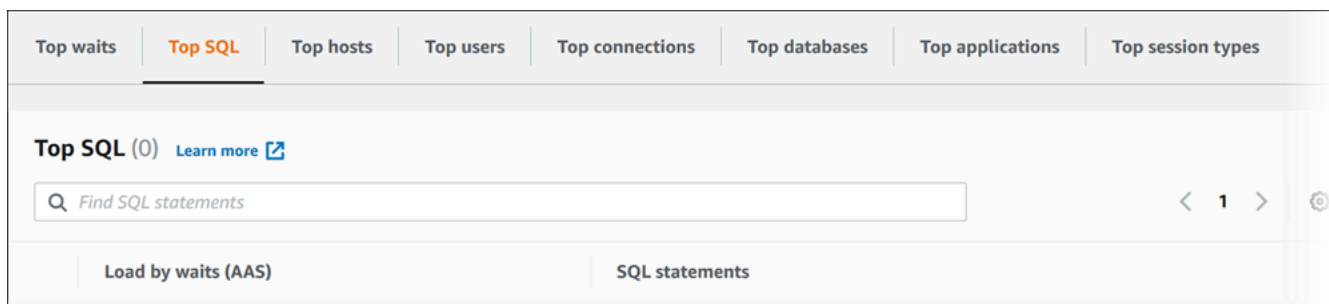 Top waits Top SQL Top hosts Top users Top connections Top databases Top applications Top session types
Top SQL (0) Learn more
Find SQL statements 1
Load by waits (AAS) SQL statements